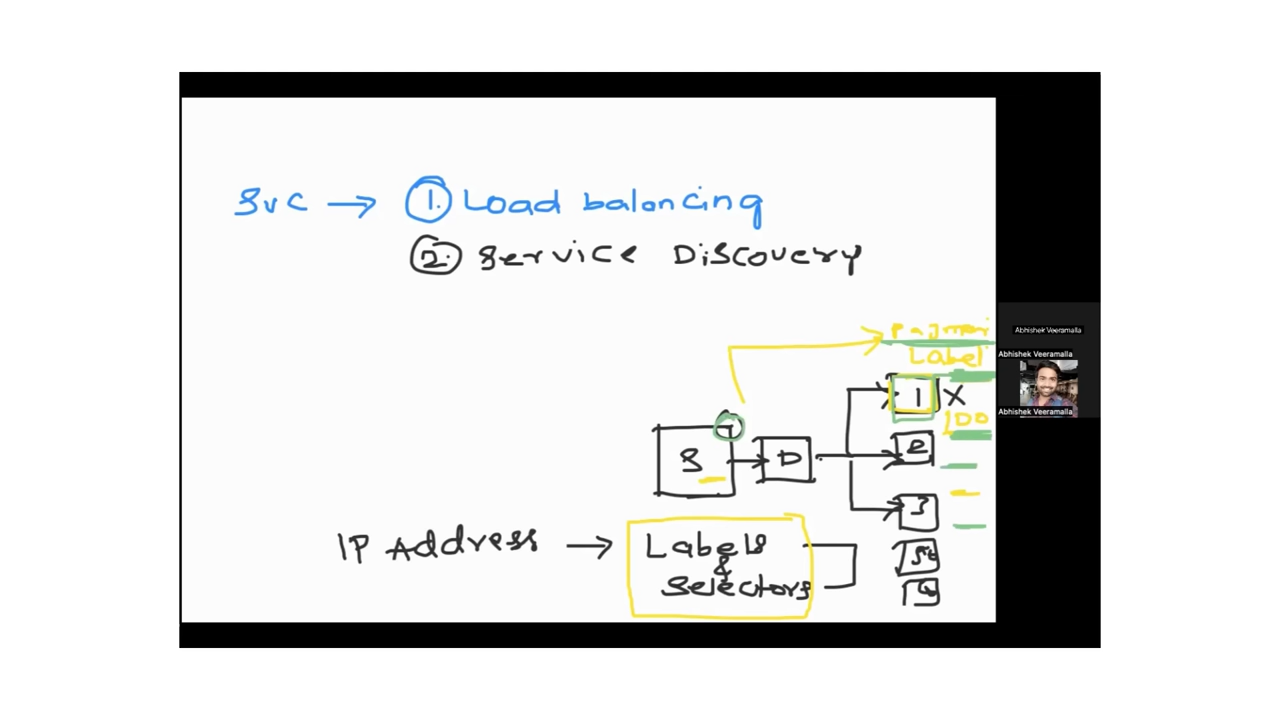 SVC → 1. Load balancing
2. Service Discovery
Paymen
Label
1 X
100
S D 2
3
IP Address → Labels
&
Selectors
Abhishek Veeramalla
Abhishek Veeramalla
Abhishek Veeramalla